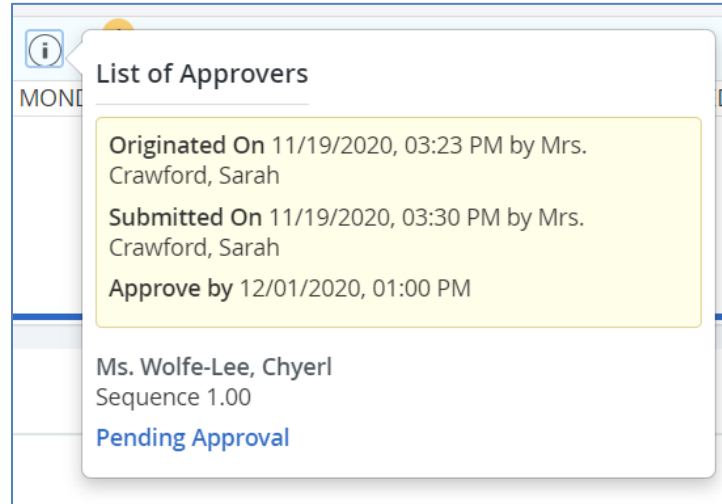 List of Approvers
MOND
Originated On 11/19/2020, 03:23 PM by Mrs.
Crawford, Sarah
Submitted On 11/19/2020, 03:30 PM by Mrs.
Crawford, Sarah
Approve by 12/01/2020, 01:00 PM
Ms. Wolfe-Lee, Chyerl
Sequence 1.00
Pending Approval